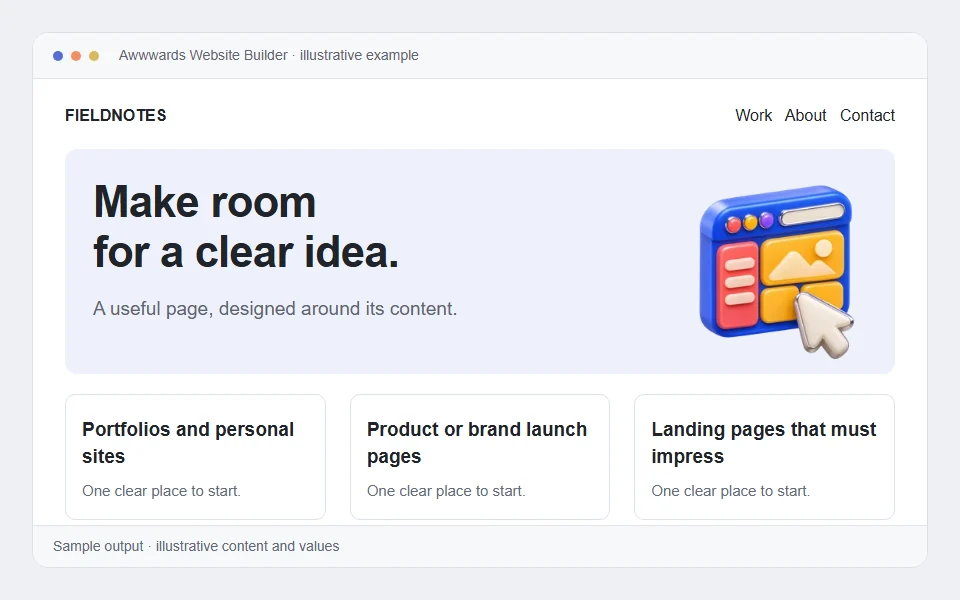 Awwwards Website Builder · illustrative example
FIELDNOTES
Work About Contact
Make room
for a clear idea.
A useful page, designed around its content.
Portfolios and personal
sites
One clear place to start.
Product or brand launch
pages
One clear place to start.
Landing pages that must
impress
One clear place to start.
Sample output · illustrative content and values